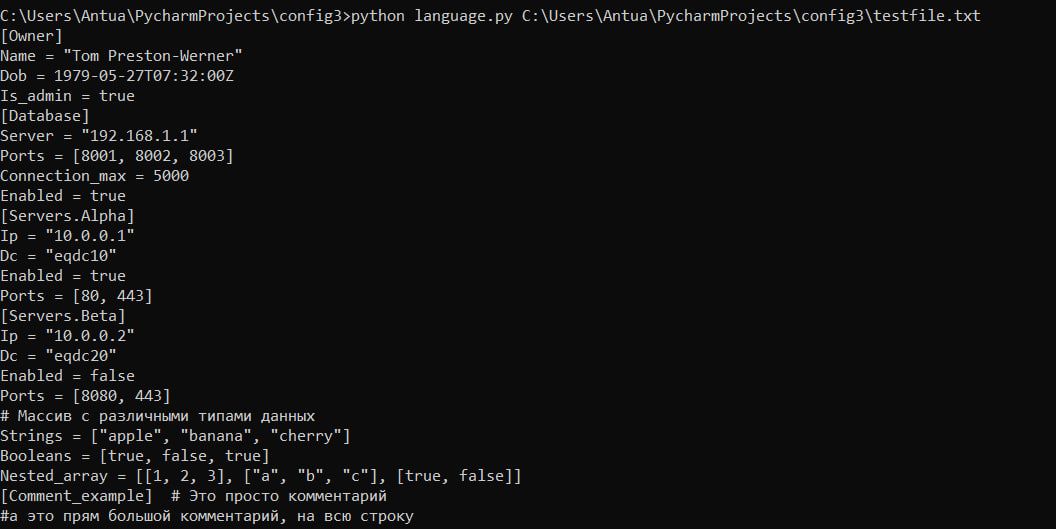 C:\Users\Antua\PycharmProjects\config3>python language.py C:\Users\Antua\PycharmProjects\config3\testfile.txt
[Owner]
Name = "Tom Preston-Werner"
Dob = 1979-05-27T07:32:00Z
Is_admin = true
[Database]
Server = "192.168.1.1"
Ports = [8001, 8002, 8003]
Connection_max = 5000
Enabled = true
[Servers.Alpha]
Ip = "10.0.0.1"
Dc = "eqdc10"
Enabled = true
Ports = [80, 443]
[Servers.Beta]
Ip = "10.0.0.2"
Dc = "eqdc20"
Enabled = false
Ports = [8080, 443]
# Массив с различными типами данных
Strings = ["apple", "banana", "cherry"]
Booleans = [true, false, true]
Nested_array = [[1, 2, 3], ["a", "b", "c"], [true, false]]
[Comment_example]  # Это просто комментарий
#а это прям большой комментарий, на всю строку